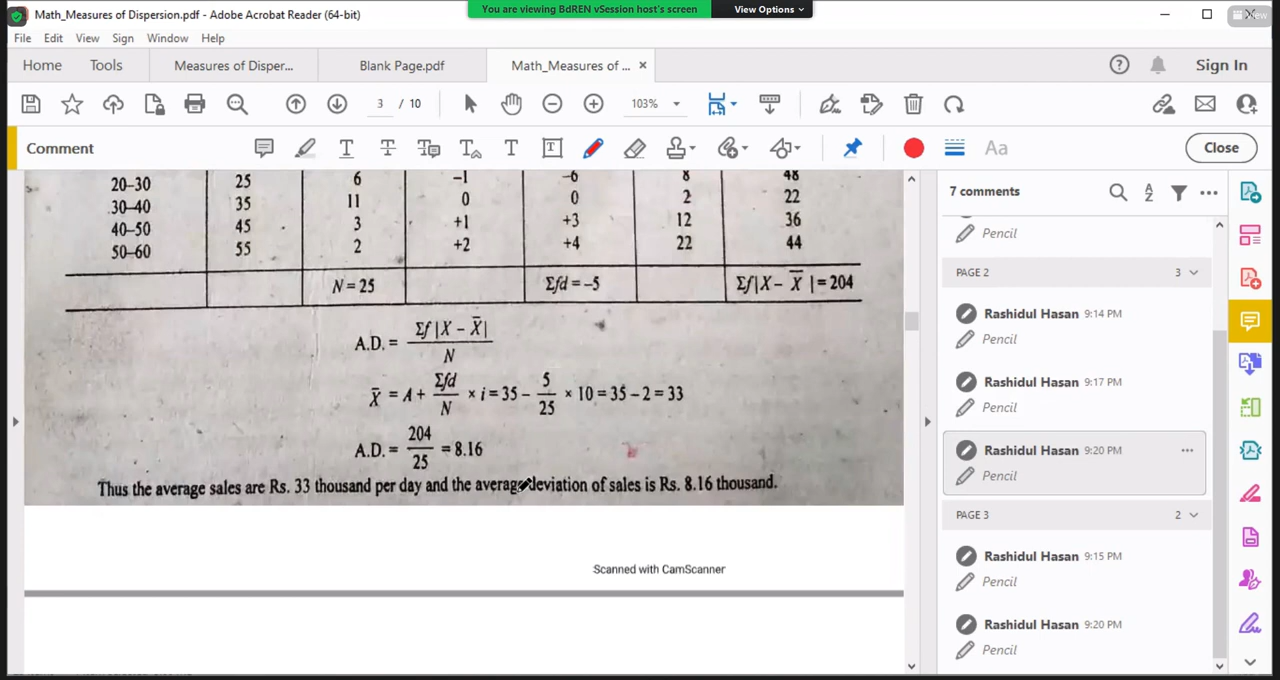 You are viewing BdREN vSession host's screen View Options
Math_Measures of Dispersion.pdf - Adobe Acrobat Reader (64-bit)
File Edit View Sign Window Help
Home Tools Measures of Disper... Blank Page.pdf Math_Measures of ... × Sign In
3 / 10 103%
Comment Aa Close
7 comments
Pencil
PAGE 2 3
Rashidul Hasan 9:14 PM
Pencil
Rashidul Hasan 9:17 PM
Pencil
Rashidul Hasan 9:20 PM
Pencil
PAGE 3 2
Rashidul Hasan 9:15 PM
Pencil
Rashidul Hasan 9:20 PM
Pencil
20–30 25 6 −1 −6 8 48
30–40 35 11 0 0 2 22
40–50 45 3 +1 +3 12 36
50–60 55 2 +2 +4 22 44
N = 25 Σfd = −5 Σf|X − X̄| = 204
A.D. = Σf |X − X̄| / N
X̄ = A + Σfd / N × i = 35 − 5 / 25 × 10 = 35 − 2 = 33
A.D. = 204 / 25 = 8.16
Thus the average sales are Rs. 33 thousand per day and the average deviation of sales is Rs. 8.16 thousand.
Scanned with CamScanner